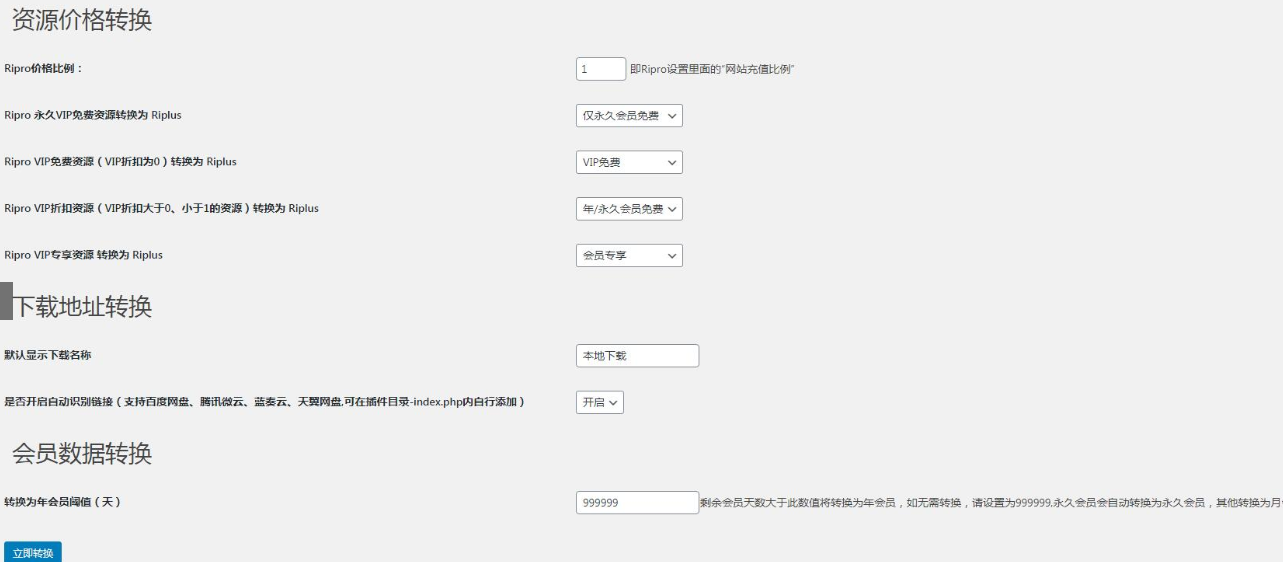 资源价格转换
Ripro价格比例： 1 即Ripro设置里面的“网站充值比例”
Ripro 永久VIP免费资源转换为 Riplus 仅永久会员免费
Ripro VIP免费资源（VIP折扣为0）转换为 Riplus VIP免费
Ripro VIP折扣资源（VIP折扣大于0、小于1的资源）转换为 Riplus 年/永久会员免费
Ripro VIP专享资源 转换为 Riplus 会员专享
下载地址转换
默认显示下载名称 本地下载
是否开启自动识别链接（支持百度网盘、腾讯微云、蓝奏云、天翼网盘,可在插件目录-index.php内自行添加） 开启
会员数据转换
转换为年会员阈值（天） 999999 剩余会员天数大于此数值将转换为年会员，如无需转换，请设置为999999,永久会员会自动转换为永久会员，其他转换为月
立即转换